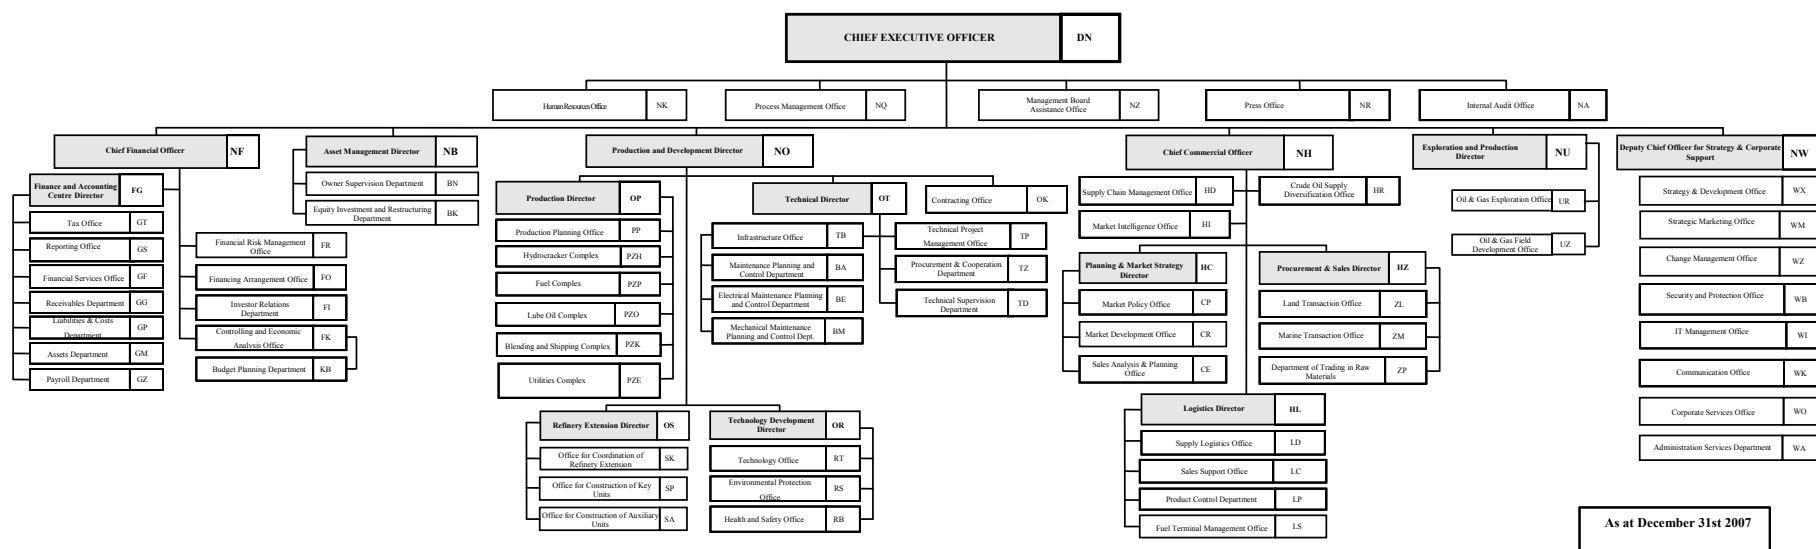 CHIEF EXECUTIVE OFFICER DN
Human Resources Office NK
Process Management Office NQ
Management Board
Assistance Office NZ
Press Office NR
Internal Audit Office NA
Chief Financial Officer NF
Asset Management Director NB
Production and Development Director NO
Chief Commercial Officer NH
Exploration and Production
Director NU
Deputy Chief Officer for Strategy & Corporate
Support NW
Finance and Accounting
Centre Director FG
Tax Office GT
Reporting Office GS
Financial Services Office GF
Receivables Department GG
Liabilities & Costs
Department GP
Assets Department GM
Payroll Department GZ
Financial Risk Management
Office FR
Financing Arrangement Office FO
Investor Relations
Department FI
Controlling and Economic
Analysis Office FK
Budget Planning Department KB
Owner Supervision Department BN
Equity Investment and Restructuring
Department BK
Production Director OP
Production Planning Office PP
Hydrocracker Complex PZH
Fuel Complex PZP
Lube Oil Complex PZO
Blending and Shipping Complex PZK
Utilities Complex PZE
Technical Director OT
Contracting Office OK
Infrastructure Office TB
Maintenance Planning and
Control Department BA
Electrical Maintenance Planning
and Control Department BE
Mechanical Maintenance
Planning and Control Dept. BM
Technical Project
Management Office TP
Procurement & Cooperation
Department TZ
Technical Supervision
Department TD
Refinery Extension Director OS
Office for Coordination of
Refinery Extension SK
Office for Construction of Key
Units SP
Office for Construction of Auxiliary
Units SA
Technology Development
Director OR
Technology Office RT
Environmental Protection
Office RS
Health and Safety Office RB
Supply Chain Management Office HD
Crude Oil Supply
Diversification Office HR
Market Intelligence Office HI
Planning & Market Strategy
Director HC
Market Policy Office CP
Market Development Office CR
Sales Analysis & Planning
Office CE
Procurement & Sales Director HZ
Land Transaction Office ZL
Marine Transaction Office ZM
Department of Trading in Raw
Materials ZP
Logistics Director HL
Supply Logistics Office LD
Sales Support Office LC
Product Control Department LP
Fuel Terminal Management Office LS
Oil & Gas Exploration Office UR
Oil & Gas Field
Development Office UZ
Strategy & Development Office WX
Strategic Marketing Office WM
Change Management Office WZ
Security and Protection Office WB
IT Management Office WI
Communication Office WK
Corporate Services Office WO
Administration Services Department WA
As at December 31st 2007